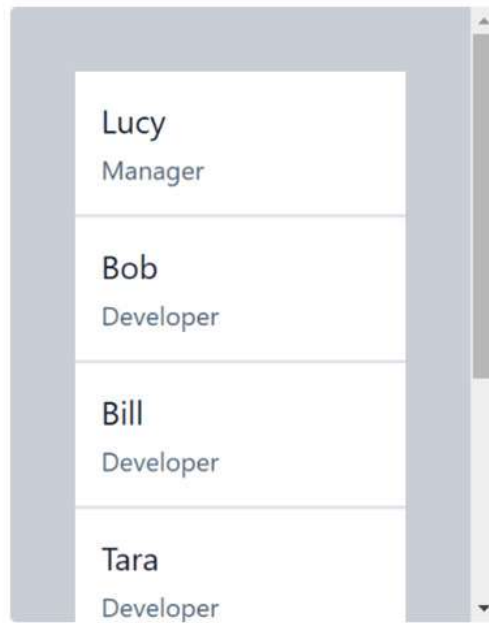 Lucy
Manager
Bob
Developer
Bill
Developer
Tara
Developer